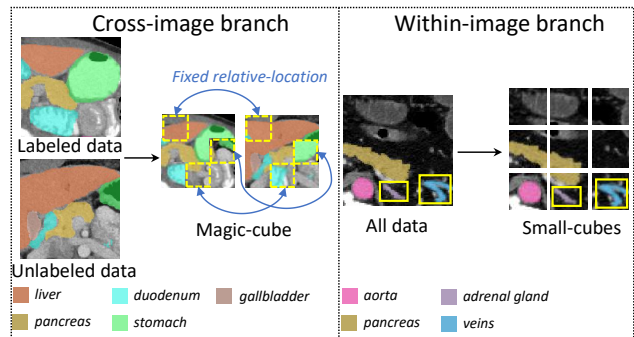 Cross-image branch
Within-image branch
Fixed relative-location
Labeled data
Unlabeled data
Magic-cube
All data
Small-cubes
liver
duodenum
gallbladder
pancreas
stomach
aorta
adrenal gland
pancreas
veins